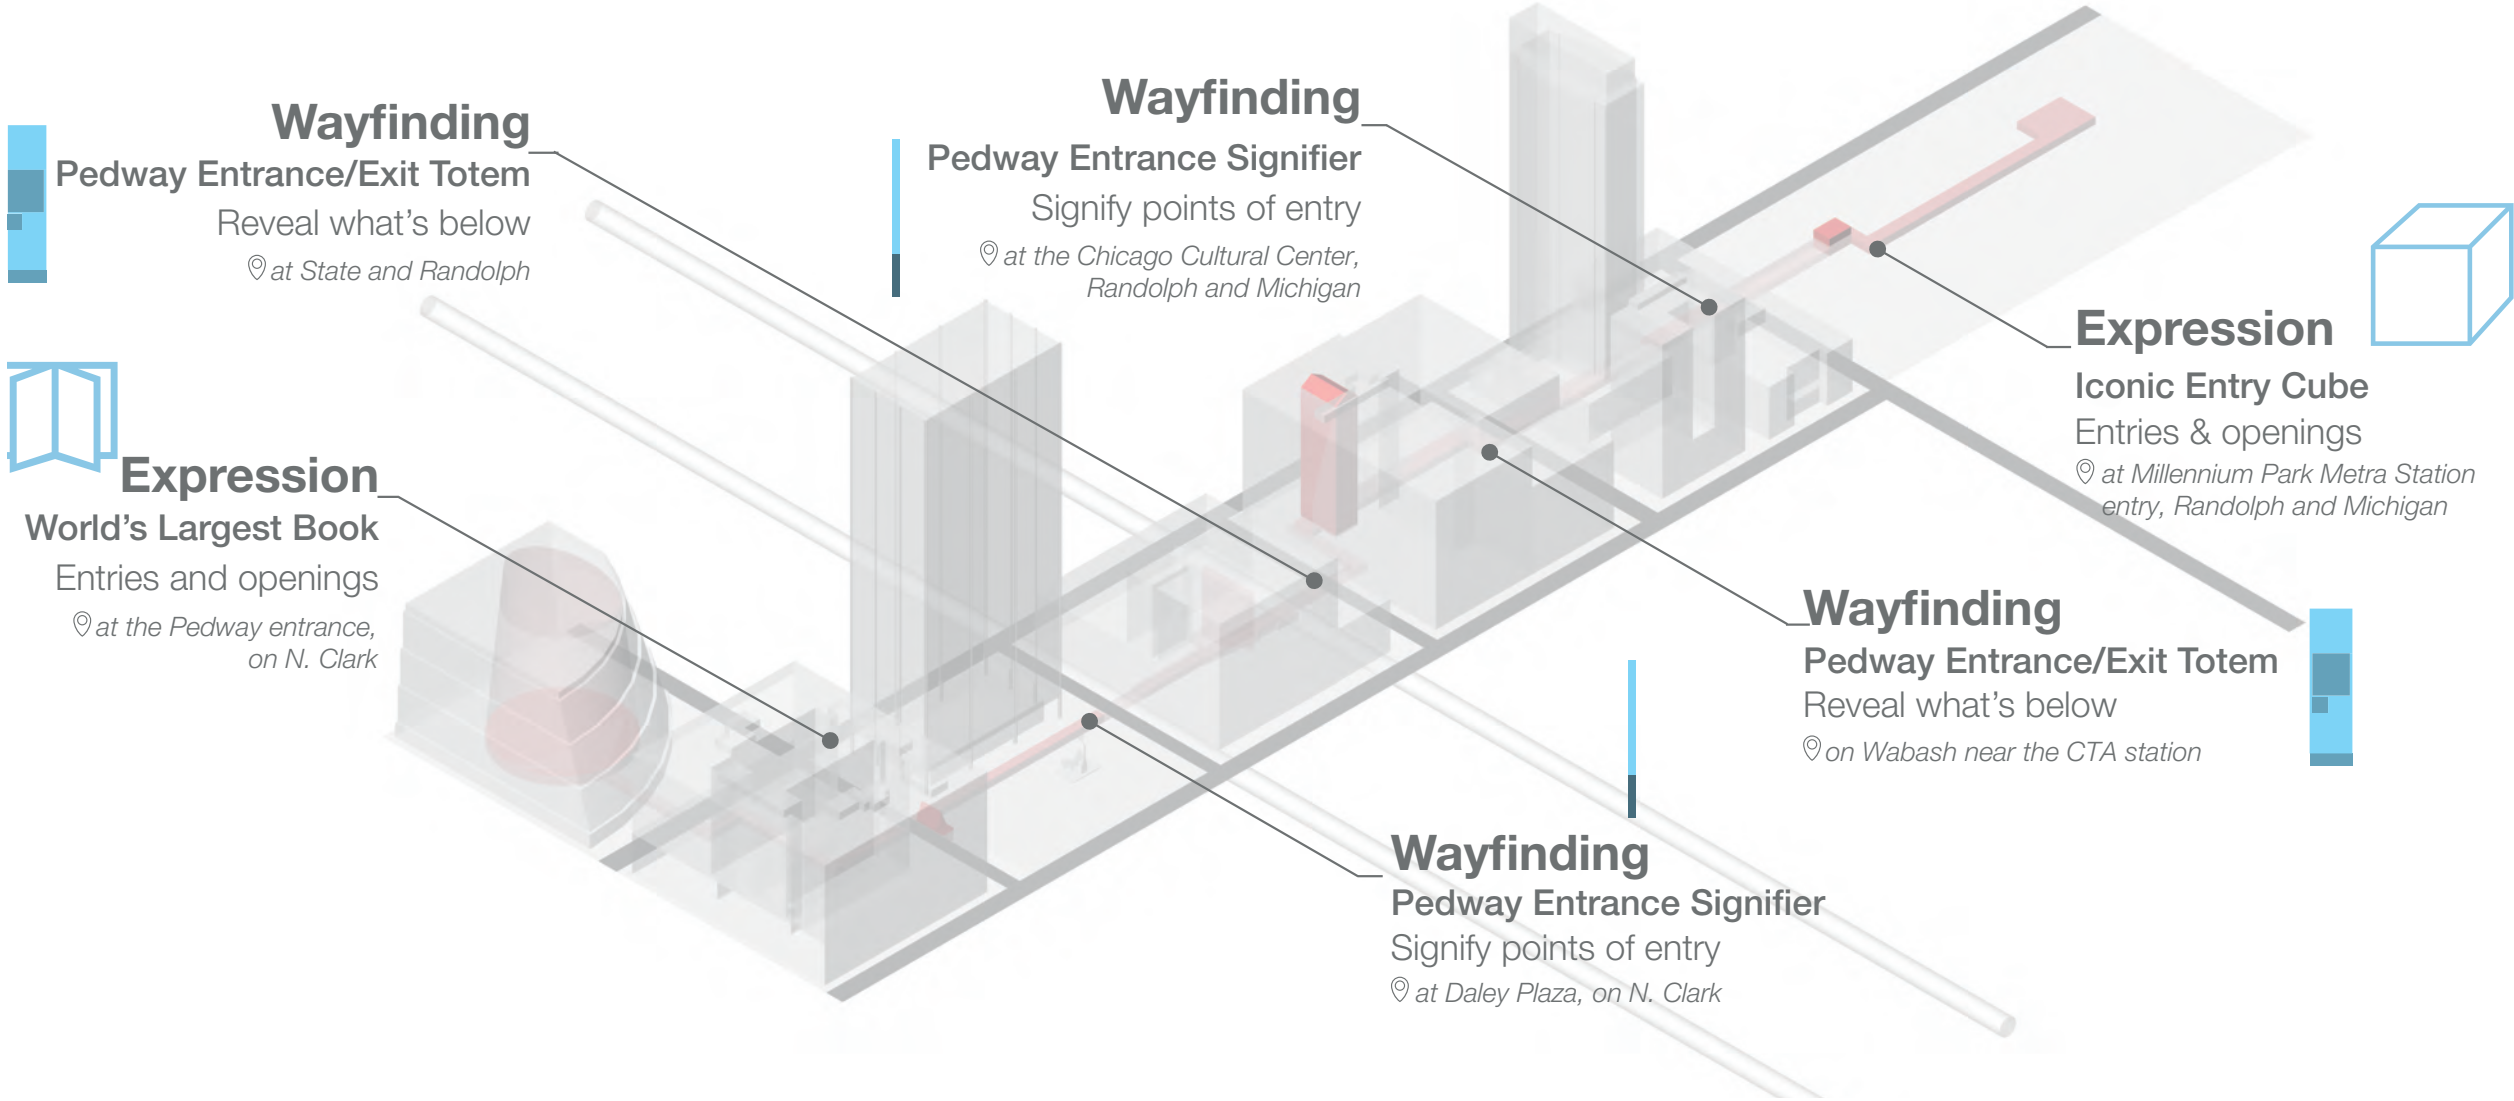 Wayfinding
Pedway Entrance/Exit Totem
Reveal what's below
at State and Randolph
Wayfinding
Pedway Entrance Signifier
Signify points of entry
at the Chicago Cultural Center,
Randolph and Michigan
Expression
Iconic Entry Cube
Entries & openings
at Millennium Park Metra Station
entry, Randolph and Michigan
Expression
World's Largest Book
Entries and openings
at the Pedway entrance,
on N. Clark
Wayfinding
Pedway Entrance/Exit Totem
Reveal what's below
on Wabash near the CTA station
Wayfinding
Pedway Entrance Signifier
Signify points of entry
at Daley Plaza, on N. Clark